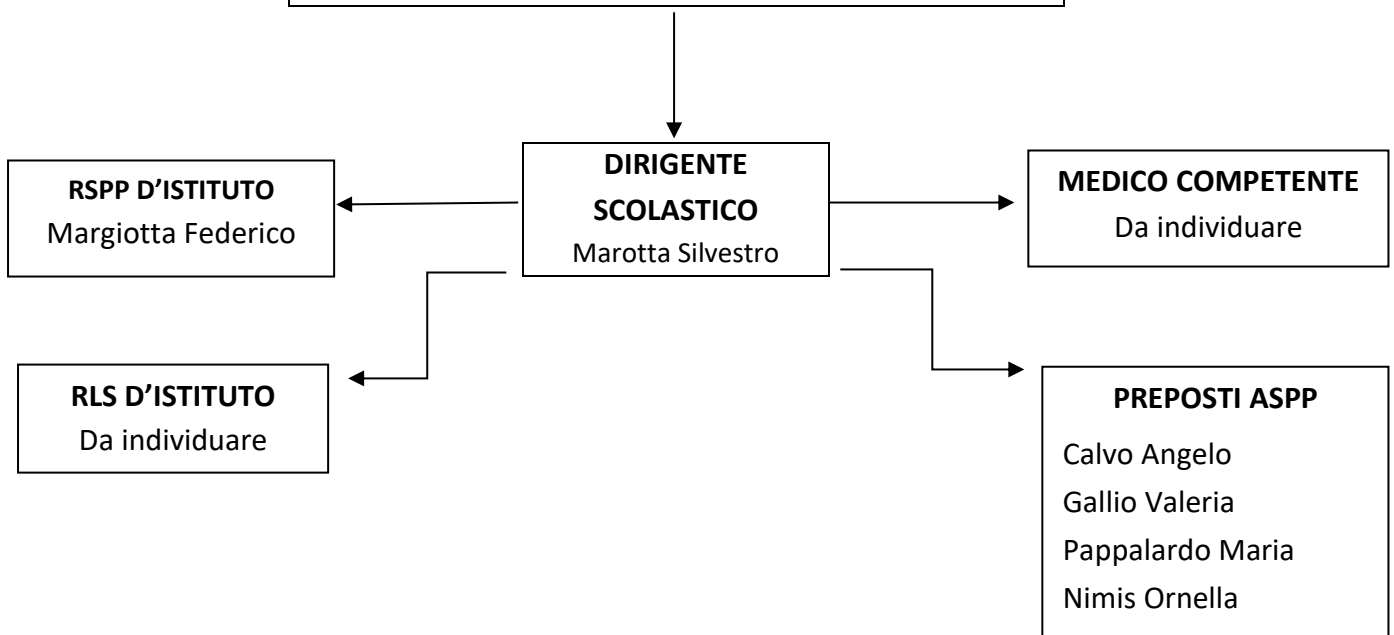 DIRIGENTE
SCOLASTICO
Marotta Silvestro
RSPP D'ISTITUTO
Margiotta Federico
MEDICO COMPETENTE
Da individuare
RLS D’ISTITUTO
Da individuare
PREPOSTI ASPP
Calvo Angelo
Gallio Valeria
Pappalardo Maria
Nimis Ornella